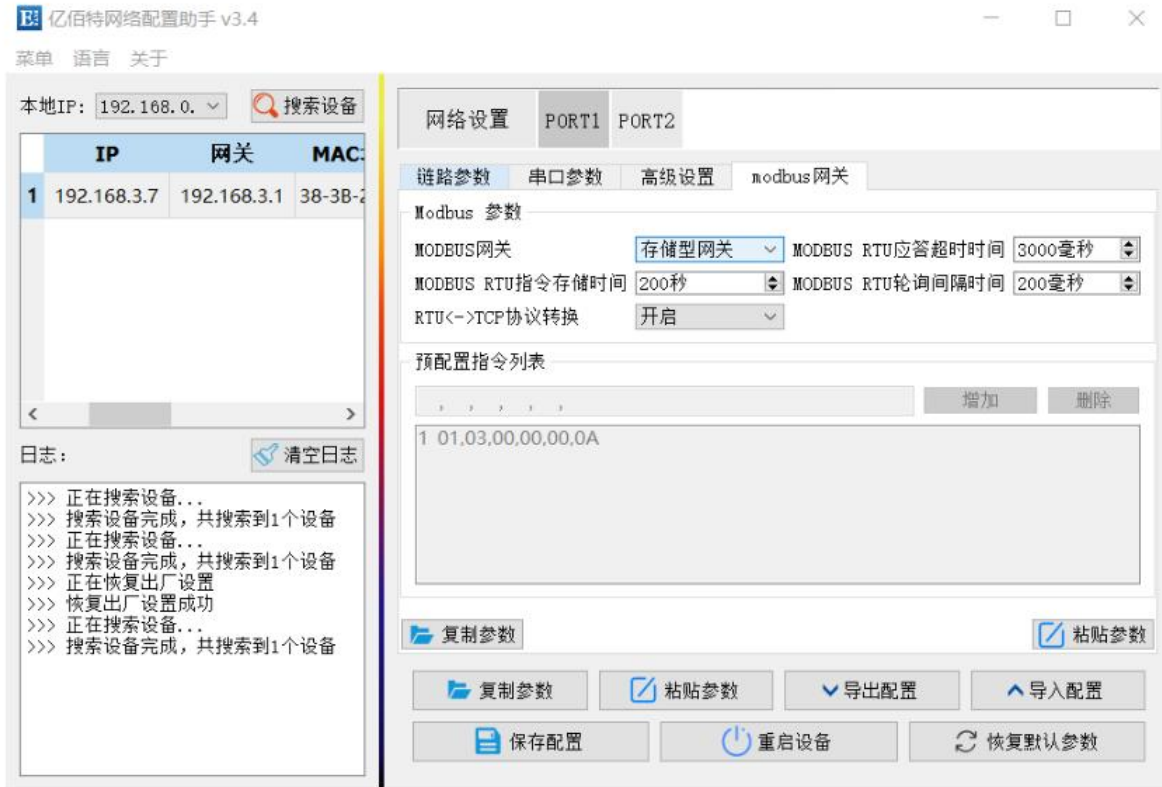 亿佰特网络配置助手 v3.4
菜单 语言 关于
本地IP: 192.168.0. 搜索设备
IP 网关 MAC
1 192.168.3.7 192.168.3.1 38-3B-2
日志:
清空日志
>>> 正在搜索设备...
>>> 搜索设备完成，共搜索到1个设备
>>> 正在搜索设备...
>>> 搜索设备完成，共搜索到1个设备
>>> 正在恢复出厂设置
>>> 恢复出厂设置成功
>>> 正在搜索设备...
>>> 搜索设备完成，共搜索到1个设备
网络设置 PORT1 PORT2
链路参数 串口参数 高级设置 modbus网关
Modbus 参数
MODBUS网关 存储型网关 MODBUS RTU应答超时时间 3000毫秒
MODBUS RTU指令存储时间 200秒 MODBUS RTU轮询间隔时间 200毫秒
RTU<->TCP协议转换 开启
预配置指令列表
, , , , , 增加 删除
1 01,03,00,00,00,0A
复制参数 粘贴参数
复制参数 粘贴参数 导出配置 导入配置
保存配置 重启设备 恢复默认参数